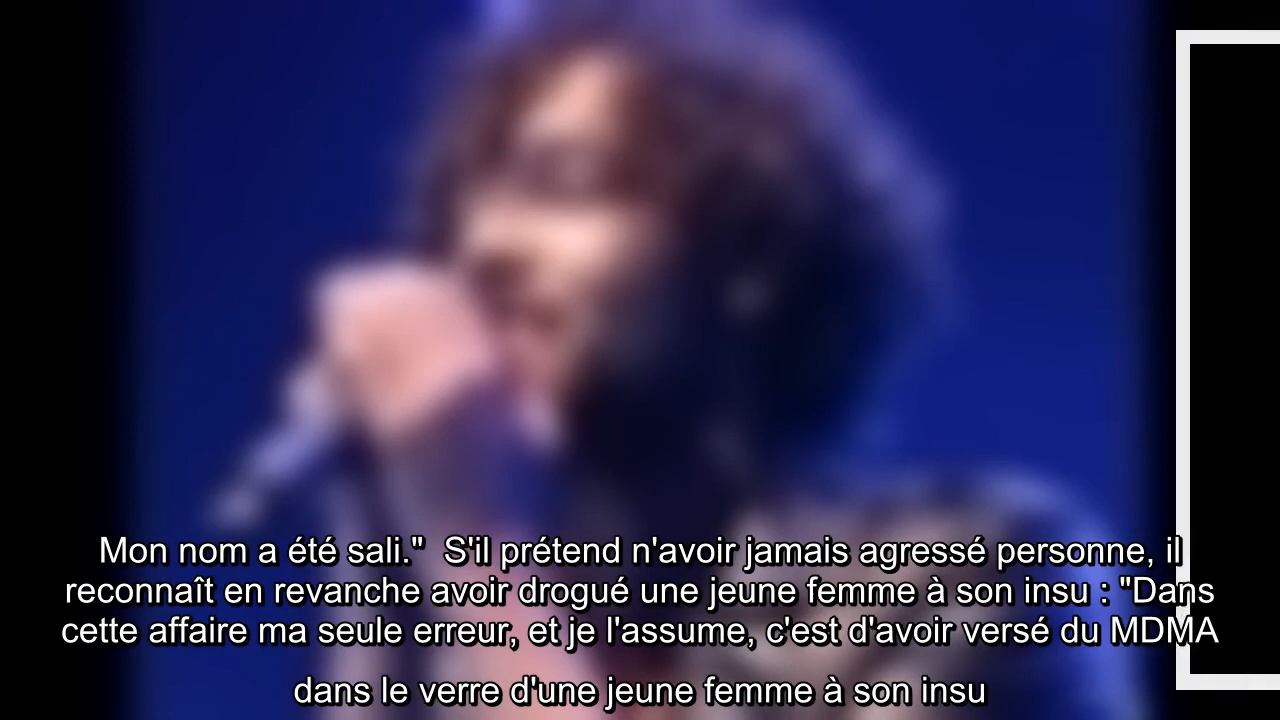 Mon nom a été sali."  S'il prétend n'avoir jamais agressé personne, il
reconnaît en revanche avoir drogué une jeune femme à son insu : "Dans
cette affaire ma seule erreur, et je l'assume, c'est d'avoir versé du MDMA
dans le verre d'une jeune femme à son insu